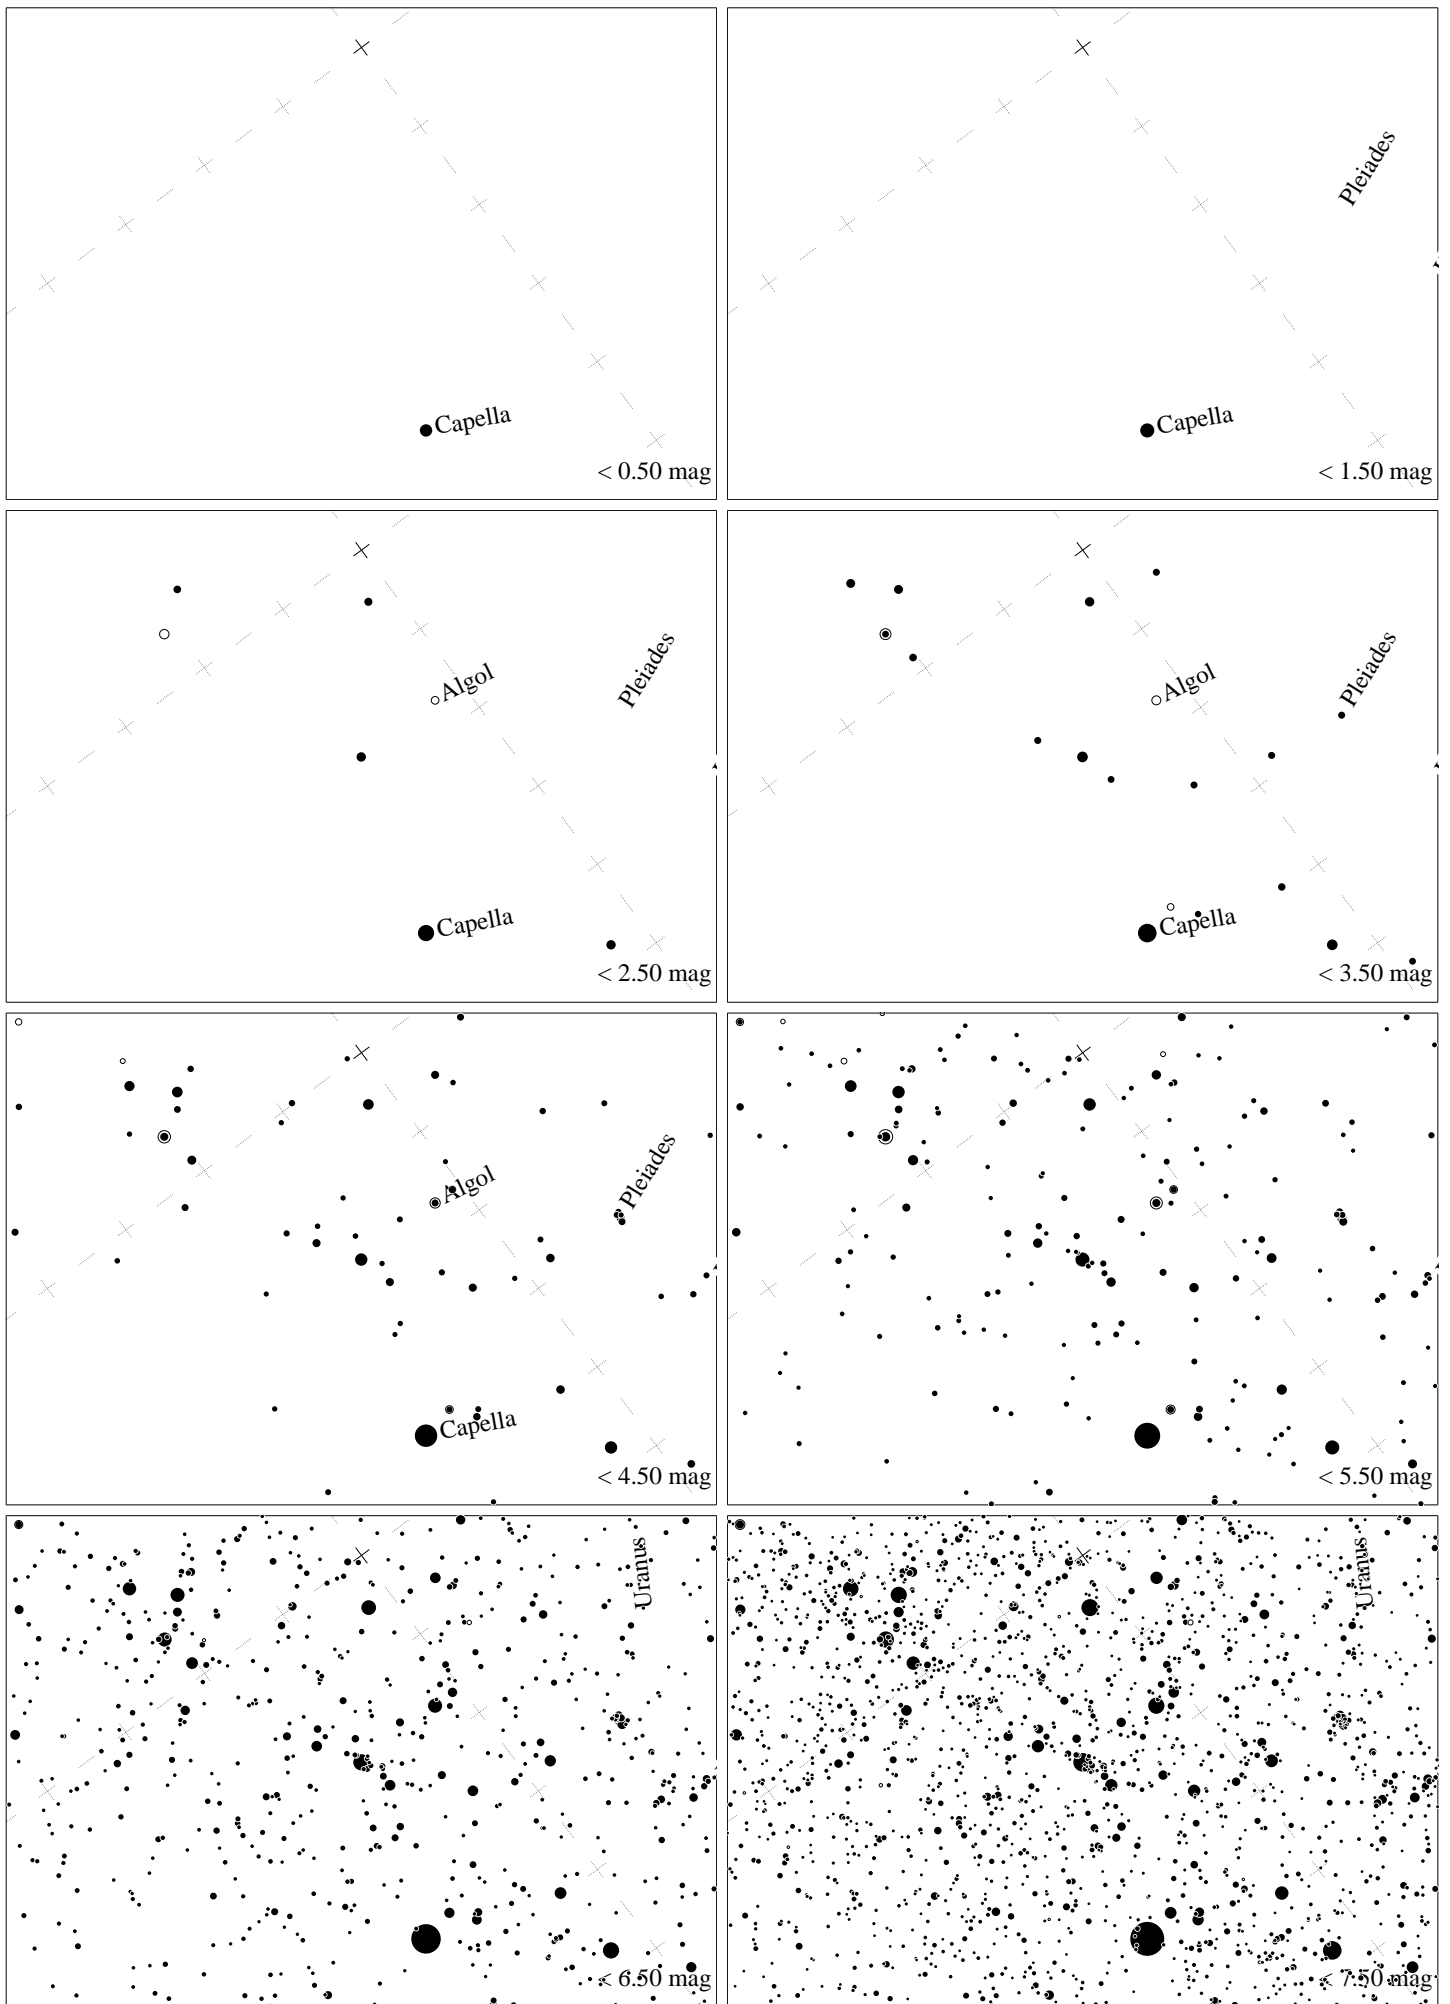 Capella
< 0.50 mag
Pleiades
Capella
< 1.50 mag
Algol
Pleiades
Capella
< 2.50 mag
Algol
Pleiades
Capella
< 3.50 mag
Algol
Pleiades
Capella
< 4.50 mag
< 5.50 mag
Uranus
< 6.50 mag
Uranus
< 7.50 mag